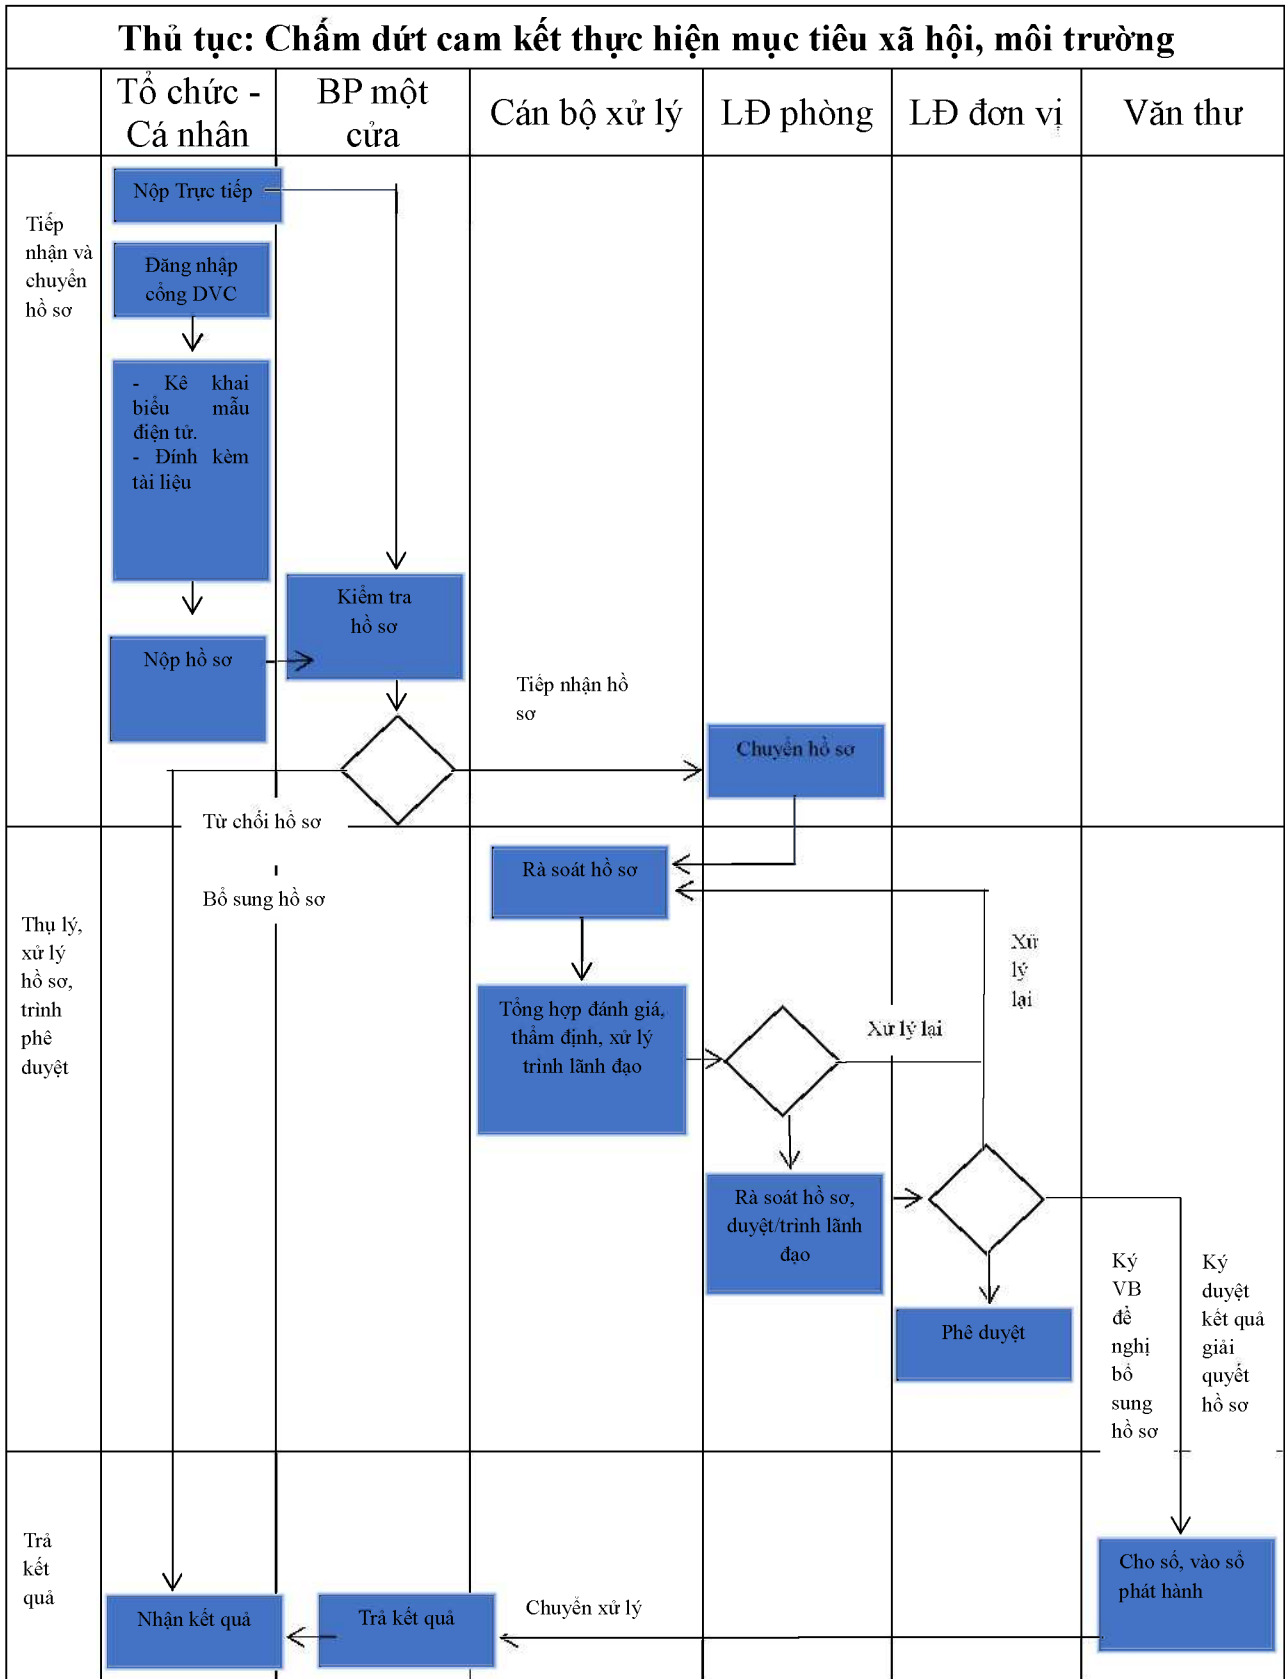 Thủ tục: Chấm dứt cam kết thực hiện mục tiêu xã hội, môi trường
Tổ chức -
Cá nhân
BP một
cửa
Cán bộ xử lý
LĐ phòng
LĐ đơn vị
Văn thư
Tiếp
nhận và
chuyển
hồ sơ
Nộp Trực tiếp
Đăng nhập
cổng DVC
- Kê khai
biểu mẫu
điện tử.
- Đính kèm
tài liệu
Nộp hồ sơ
Kiểm tra
hồ sơ
Tiếp nhận hồ
sơ
Chuyển hồ sơ
Từ chối hồ sơ
Bổ sung hồ sơ
Thụ lý,
xử lý
hồ sơ,
trình
phê
duyệt
Rà soát hồ sơ
Tổng hợp đánh giá,
thẩm định, xử lý
trình lãnh đạo
Xử lý lại
Xử
lý
lại
Rà soát hồ sơ,
duyệt/trình lãnh
đạo
Phê duyệt
Ký
VB
đề
nghị
bổ
sung
hồ sơ
Ký
duyệt
kết quả
giải
quyết
hồ sơ
Trả
kết
quả
Nhận kết quả
Trả kết quả
Chuyển xử lý
Cho số, vào sổ
phát hành